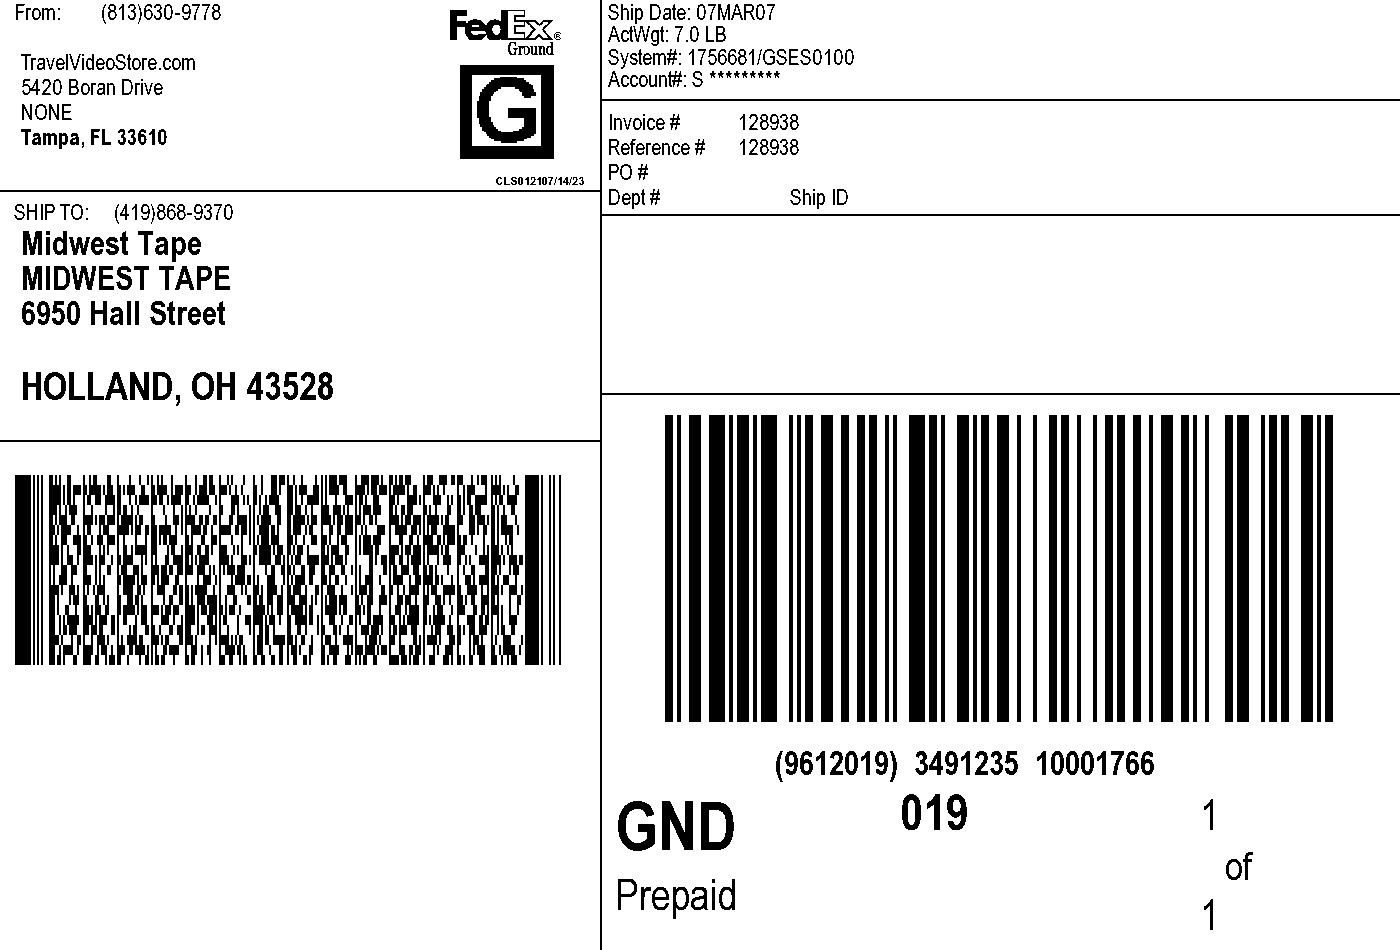 From: (813)630-9778
TravelVideoStore.com
5420 Boran Drive
NONE
Tampa, FL 33610
FedEx®
Ground
G
CLS012107/14/23
Ship Date: 07MAR07
ActWgt: 7.0 LB
System#: 1756681/GSES0100
Account#: S *********
Invoice # 128938
Reference # 128938
PO #
Dept # Ship ID
SHIP TO: (419)868-9370
Midwest Tape
MIDWEST TAPE
6950 Hall Street
HOLLAND, OH 43528
(9612019) 3491235 10001766
GND 019 1
of
Prepaid 1